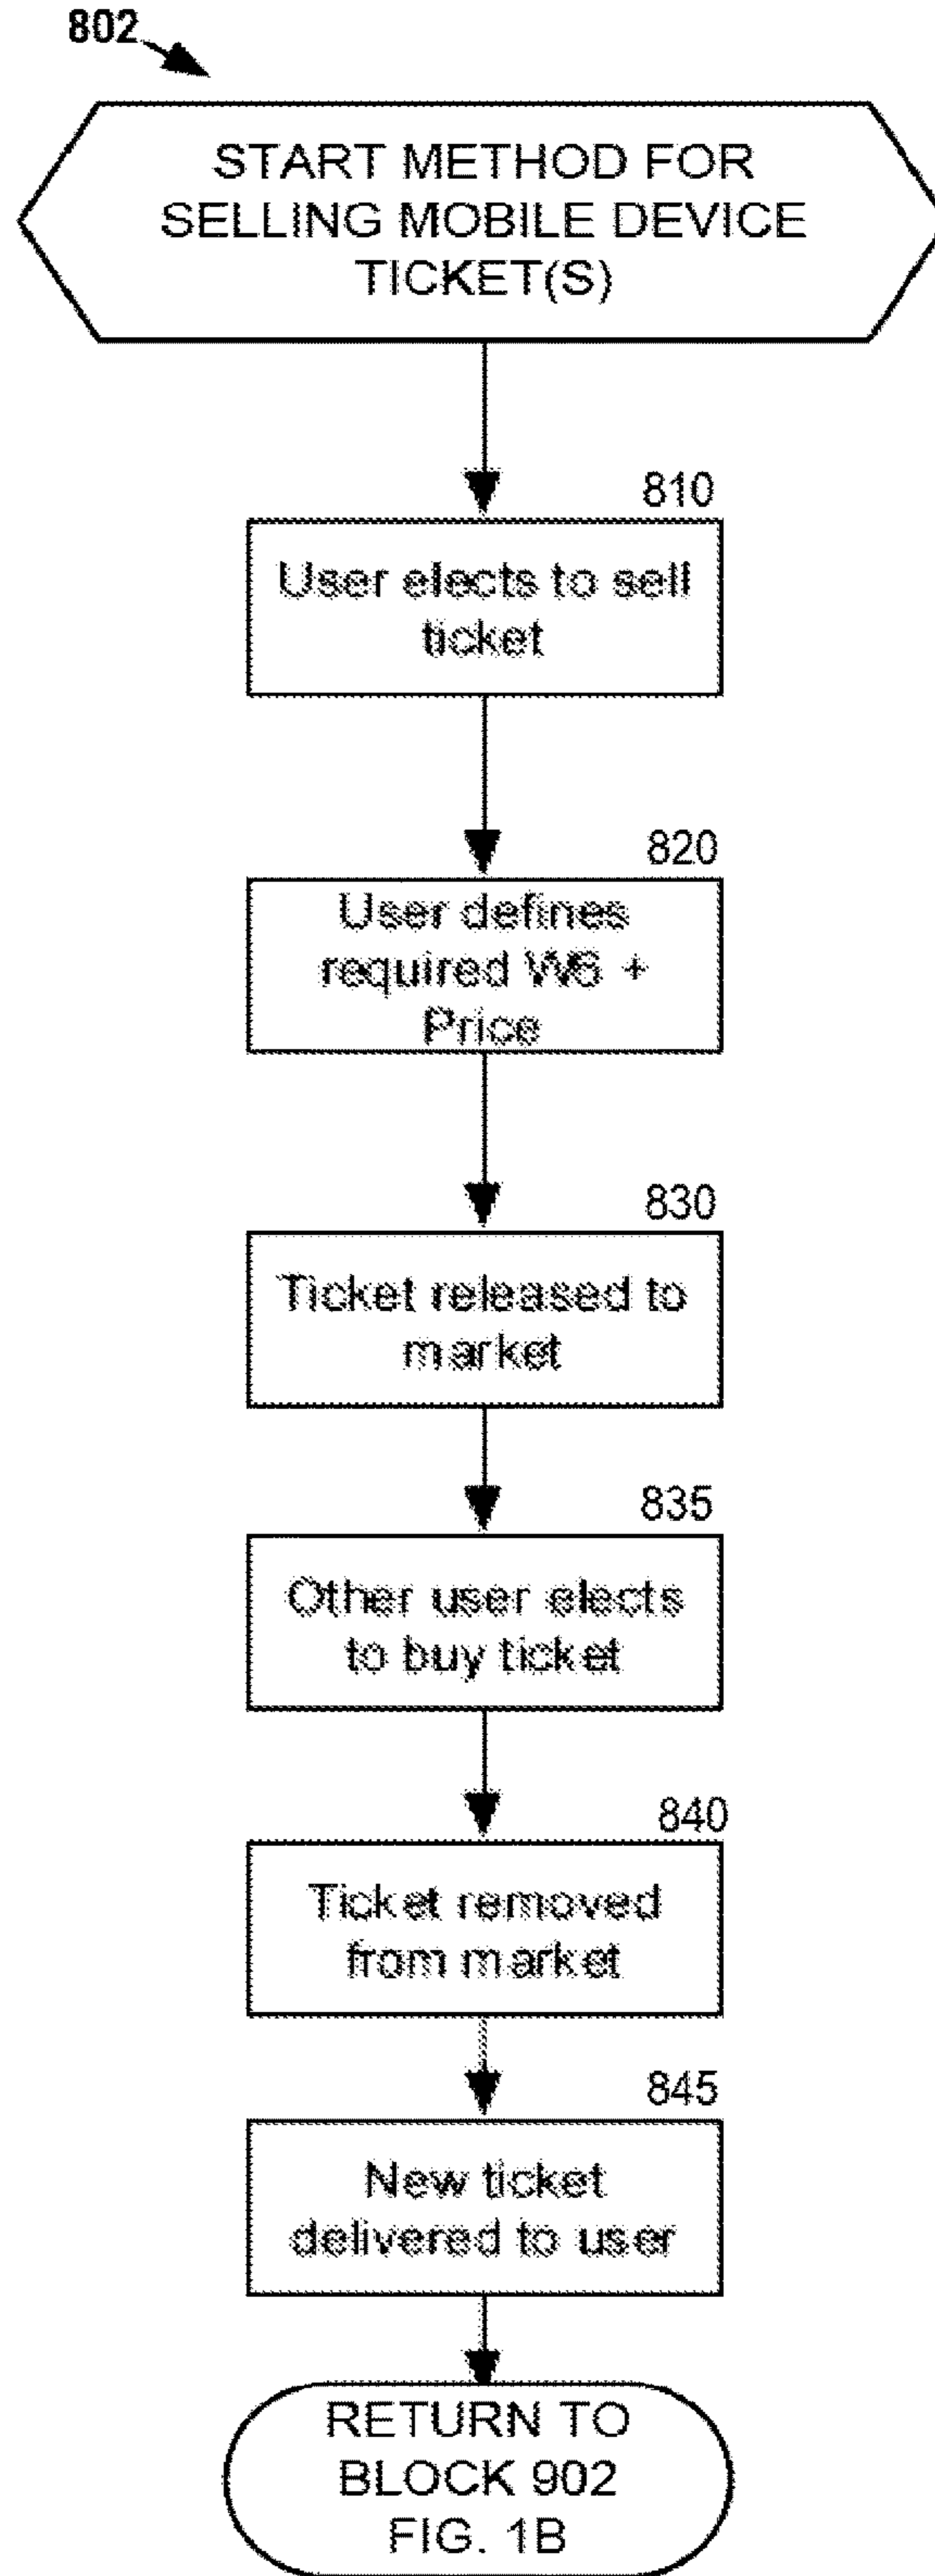 802
START METHOD FOR
SELLING MOBILE DEVICE
TICKET(S)
810
User elects to sell
ticket
820
User defines
required W6 +
Price
830
Ticket released to
market
835
Other user elects
to buy ticket
840
Ticket removed
from market
845
New ticket
delivered to user
RETURN TO
BLOCK 902
FIG. 1B